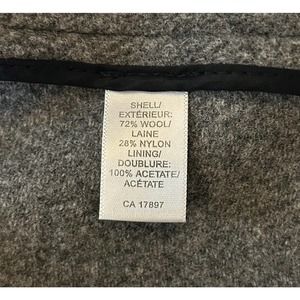 SHELL/
EXTÉRIEUR:
72% WOOL/
LAINE
28% NYLON
LINING/
DOUBLURE:
100% ACETATE/
ACÉTATE
CA 17897